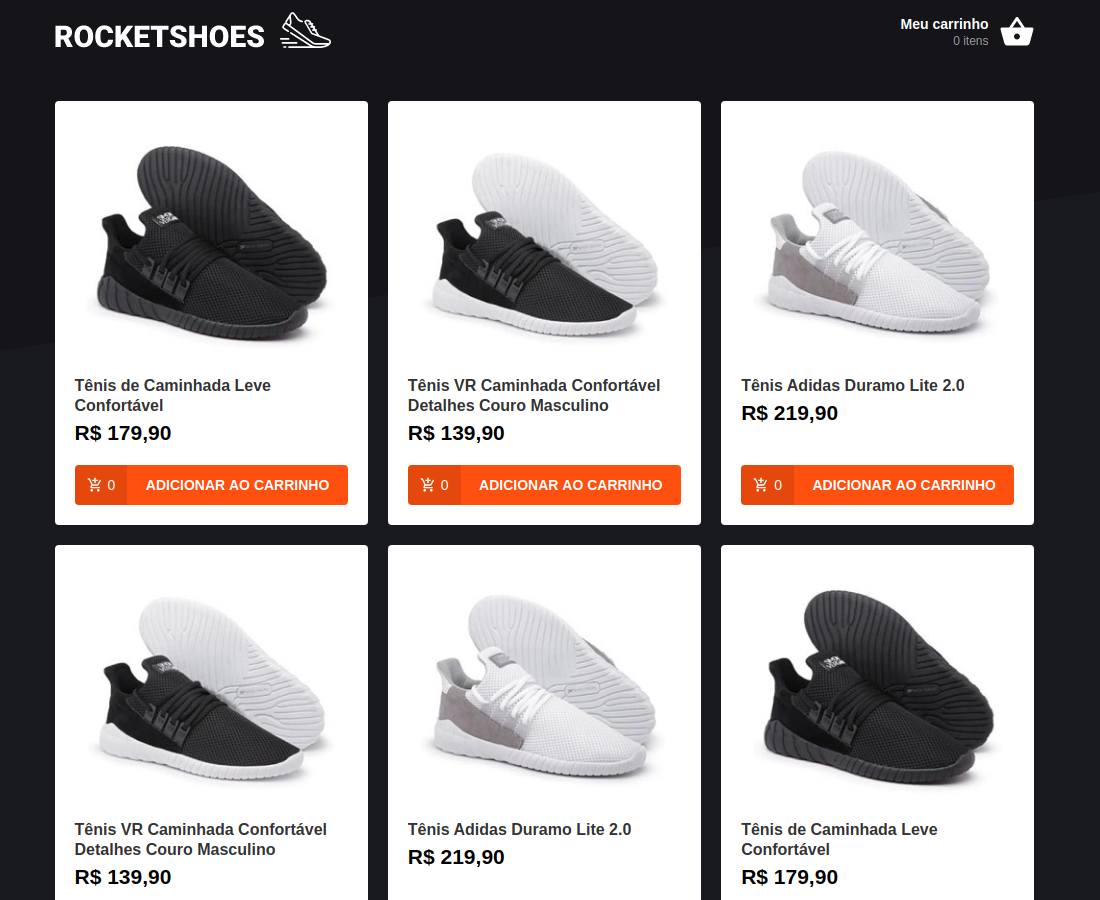 ROCKETSHOES
Meu carrinho
0 itens
Tênis de Caminhada Leve
Confortável
R$ 179,90
0 ADICIONAR AO CARRINHO
Tênis VR Caminhada Confortável
Detalhes Couro Masculino
R$ 139,90
0 ADICIONAR AO CARRINHO
Tênis Adidas Duramo Lite 2.0
R$ 219,90
0 ADICIONAR AO CARRINHO
Tênis VR Caminhada Confortável
Detalhes Couro Masculino
R$ 139,90
Tênis Adidas Duramo Lite 2.0
R$ 219,90
Tênis de Caminhada Leve
Confortável
R$ 179,90